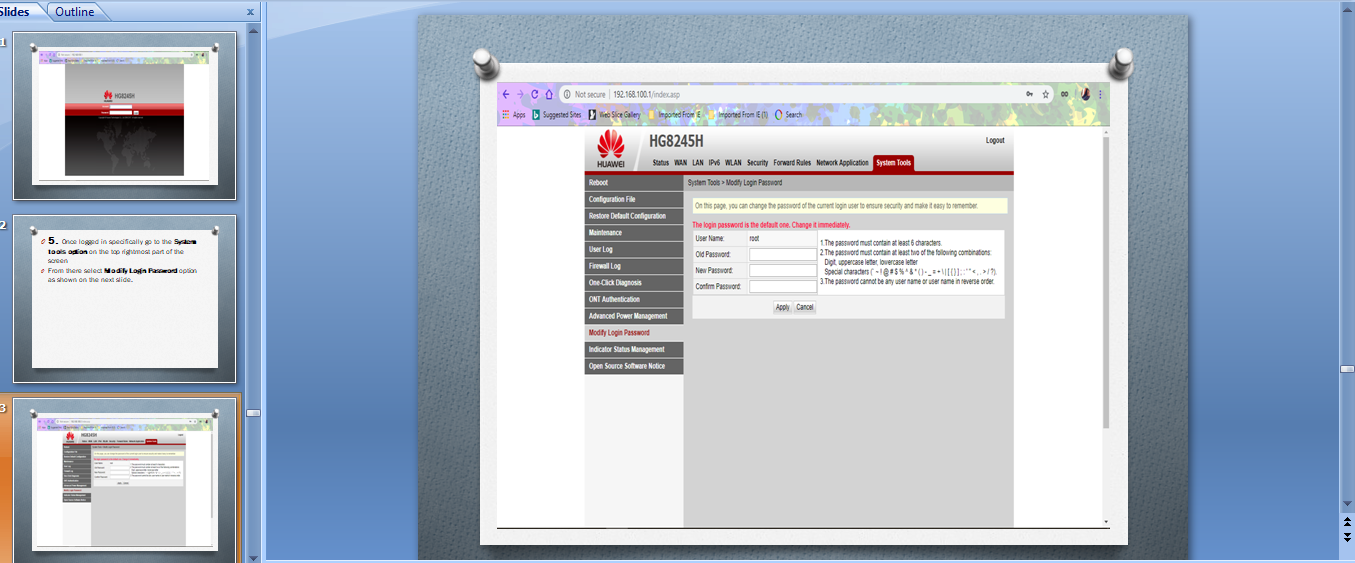 Slides Outline x
1
HG8245H
2
5. Once logged in specifically go to the System
tools option on the top rightmost part of the
screen
From there select Modify Login Password option
as shown on the next slide.
3
HG8245H
Not secure | 192.168.100.1/index.asp
Apps Suggested Sites Web Slice Gallery Imported From IE Imported From IE (1) Search
HUAWEI
HG8245H
Logout
Status WAN LAN IPv6 WLAN Security Forward Rules Network Application System Tools
Reboot
Configuration File
Restore Default Configuration
Maintenance
User Log
Firewall Log
One-Click Diagnosis
ONT Authentication
Advanced Power Management
Modify Login Password
Indicator Status Management
Open Source Software Notice
System Tools > Modify Login Password
On this page, you can change the password of the current login user to ensure security and make it easy to remember.
The login password is the default one. Change it immediately.
User Name: root
Old Password:
New Password:
Confirm Password:
1.The password must contain at least 6 characters.
2.The password must contain at least two of the following combinations:
Digit, uppercase letter, lowercase letter
Special characters (` ~ ! @ # $ % ^ & * ( ) - _ = + \ | [ { } ] ; : ' " < , . > / ?).
3.The password cannot be any user name or user name in reverse order.
Apply Cancel